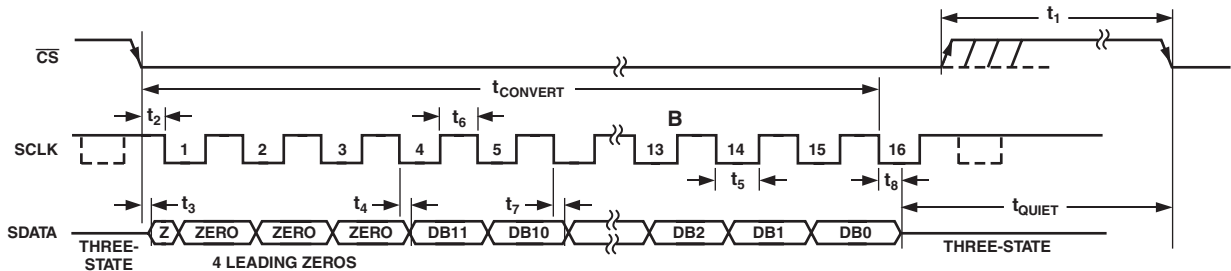 t1
CS
tCONVERT
t2
t6
B
SCLK
1 2 3 4 5 13 14 15 16
t5
t8
t3
t4
t7
tQUIET
SDATA
Z ZERO ZERO ZERO DB11 DB10 DB2 DB1 DB0
THREE-
STATE
THREE-STATE
4 LEADING ZEROS